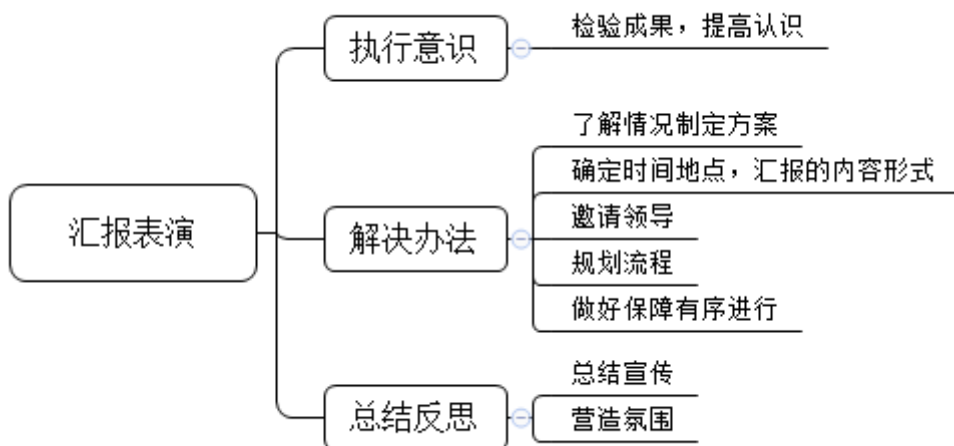 汇报表演
执行意识
检验成果，提高认识
解决办法
了解情况制定方案
确定时间地点，汇报的内容形式
邀请领导
规划流程
做好保障有序进行
总结反思
总结宣传
营造氛围